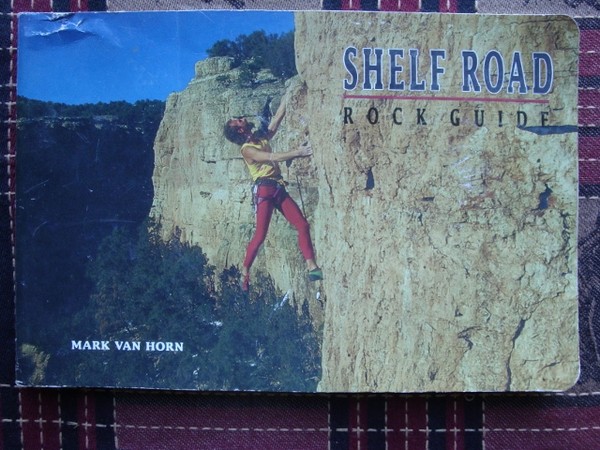 SHELF ROAD
ROCK GUIDE
MARK VAN HORN